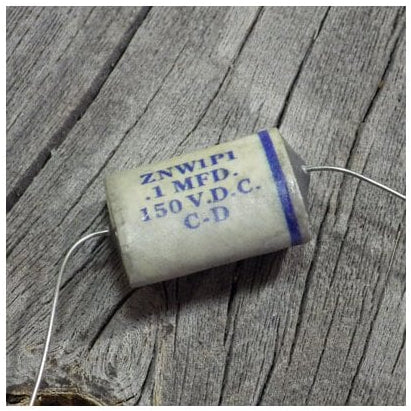 ZNW1P1
.1 MFD.
150 V.D.C.
C-D